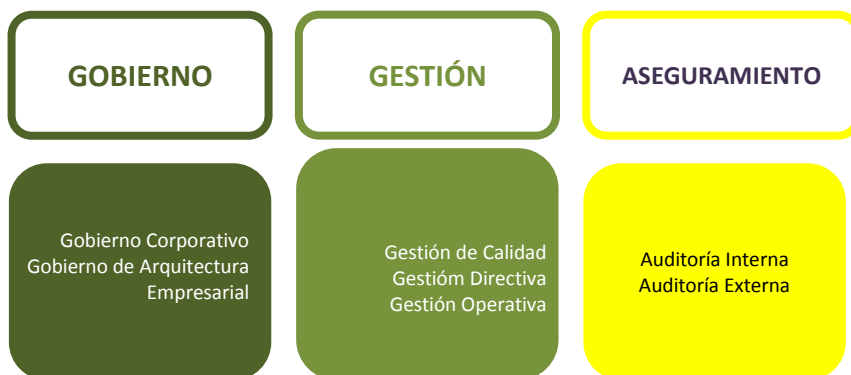 GOBIERNO
GESTIÓN
ASEGURAMIENTO
Gobierno Corporativo
Gobierno de Arquitectura
Empresarial
Gestión de Calidad
Gestióm Directiva
Gestión Operativa
Auditoría Interna
Auditoría Externa